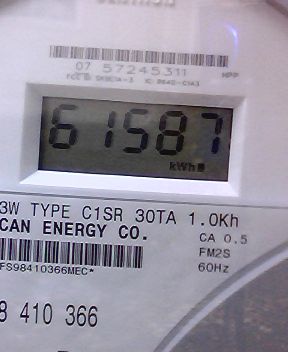 07 57245311 MPP
61587
kWh
3W TYPE C1SR 30TA 1.0Kh
CAN ENERGY CO. CA 0.5
FM2S
FS98410366MEC* 60Hz
8 410 366